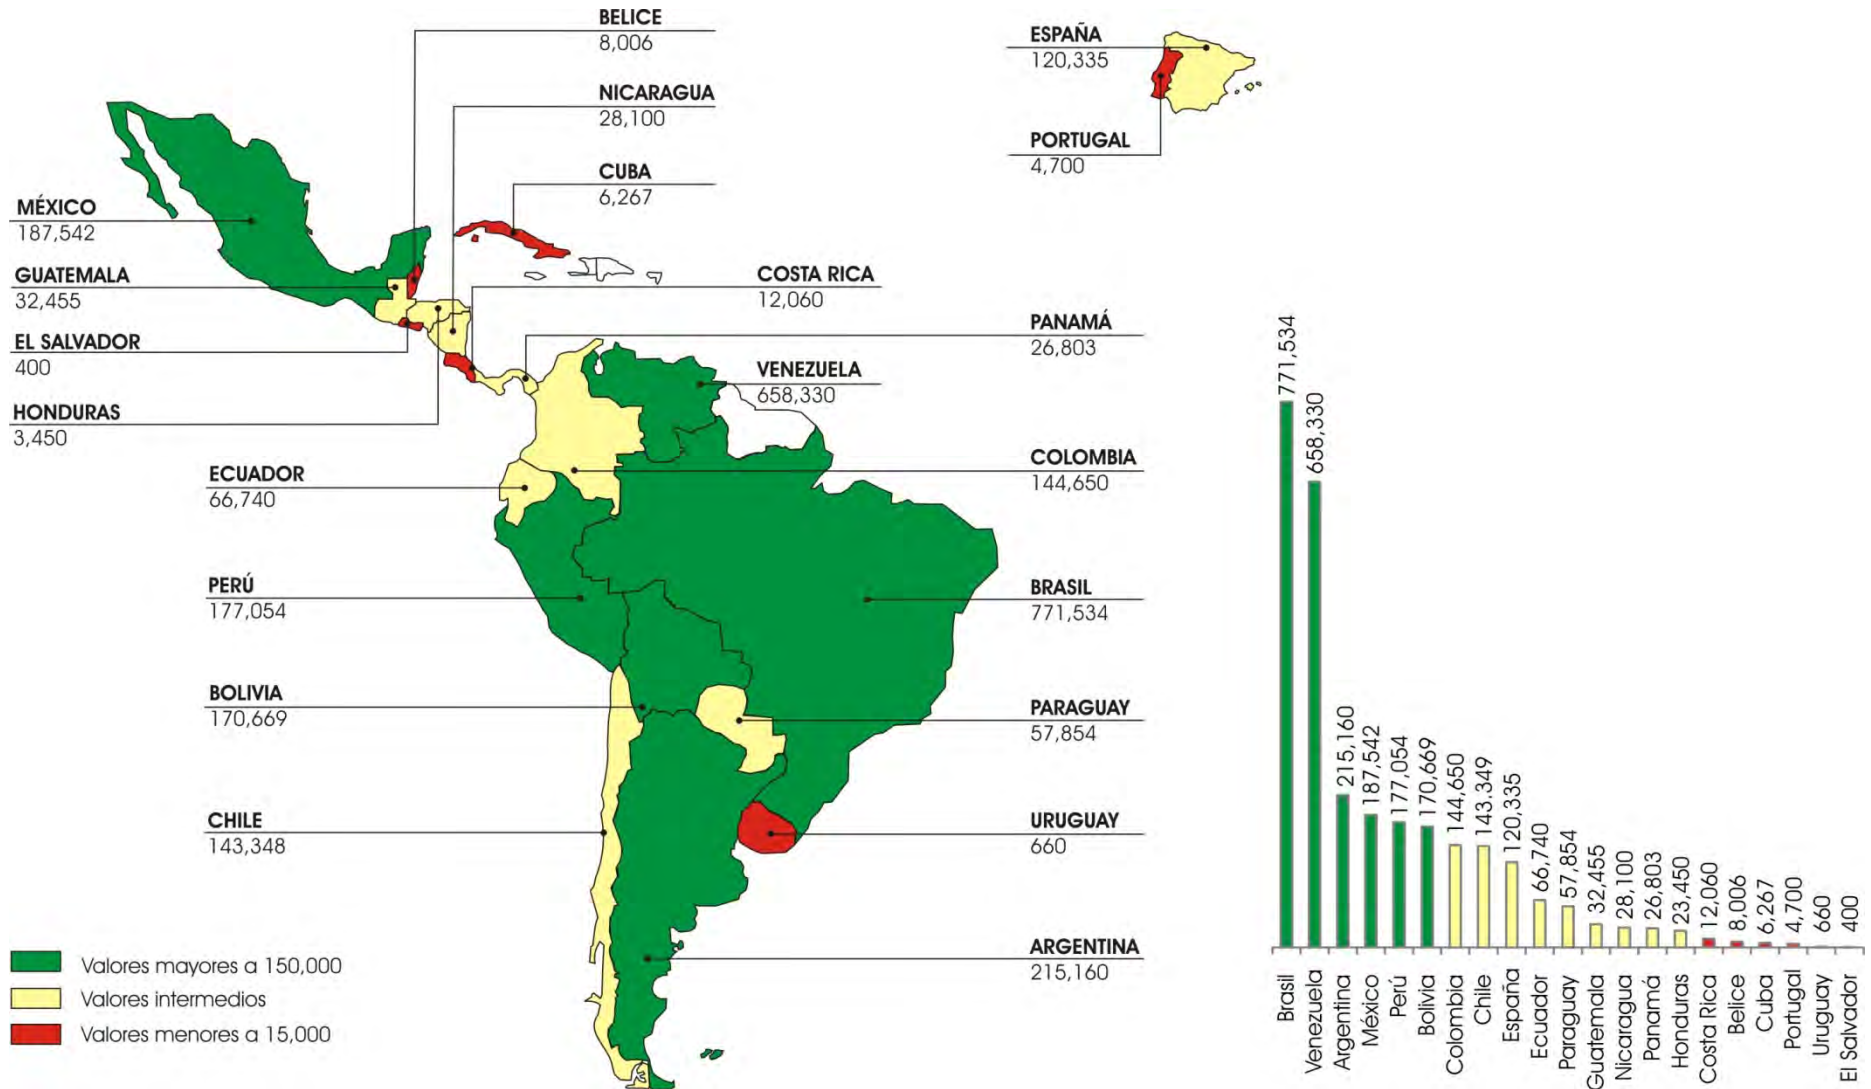 BELICE
8,006
NICARAGUA
28,100
CUBA
6,267
MÉXICO
187,542
GUATEMALA
32,455
EL SALVADOR
400
HONDURAS
3,450
COSTA RICA
12,060
PANAMÁ
26,803
VENEZUELA
658,330
ESPAÑA
120,335
PORTUGAL
4,700
ECUADOR
66,740
COLOMBIA
144,650
PERÚ
177,054
BRASIL
771,534
BOLIVIA
170,669
PARAGUAY
57,854
CHILE
143,348
URUGUAY
660
ARGENTINA
215,160
Valores mayores a 150,000
Valores intermedios
Valores menores a 15,000
771,534
658,330
215,160
187,542
177,054
170,669
144,650
143,349
120,335
66,740
57,854
32,455
28,100
26,803
23,450
12,060
8,006
6,267
4,700
660
400
Brasil
Venezuela
Argentina
México
Perú
Bolivia
Colombia
Chile
España
Ecuador
Paraguay
Guatemala
Nicaragua
Panamá
Honduras
Costa Rica
Belice
Cuba
Portugal
Uruguay
El Salvador